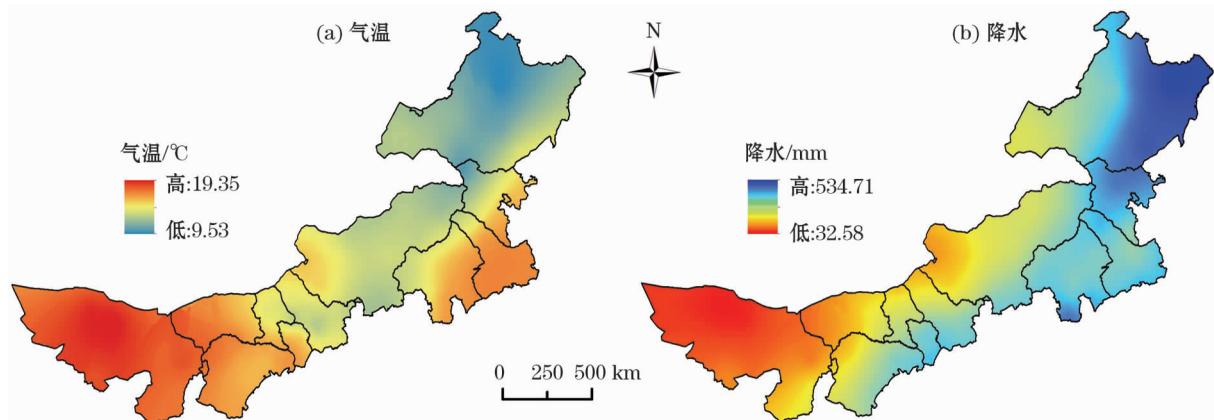 (a) 气温
N
(b) 降水
气温/℃
高:19.35
低:9.53
降水/mm
高:534.71
低:32.58
0 250 500 km